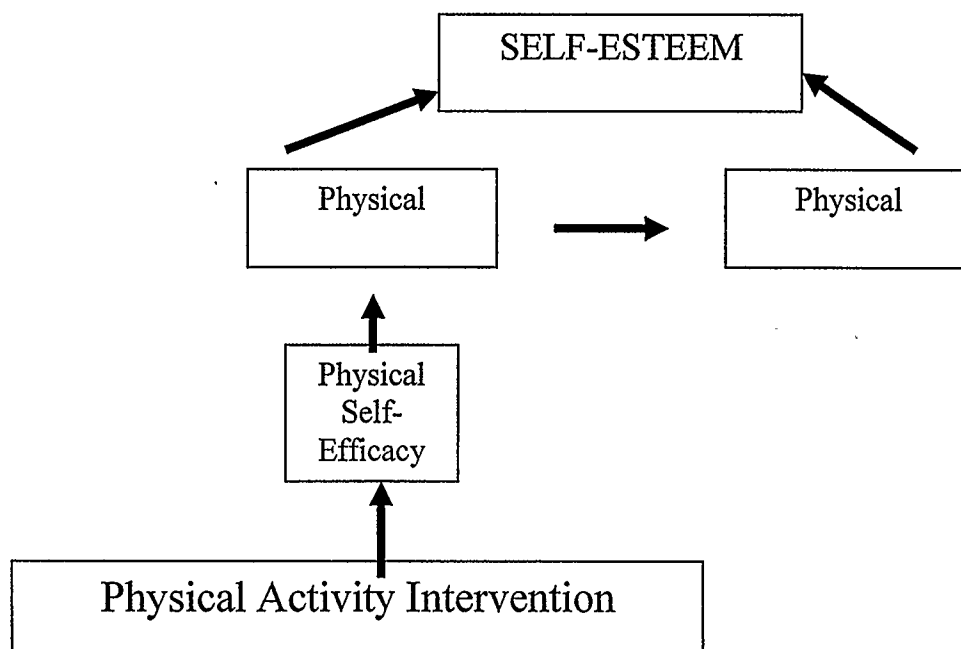 SELF-ESTEEM
Physical
Physical
Physical
Self-
Efficacy
Physical Activity Intervention